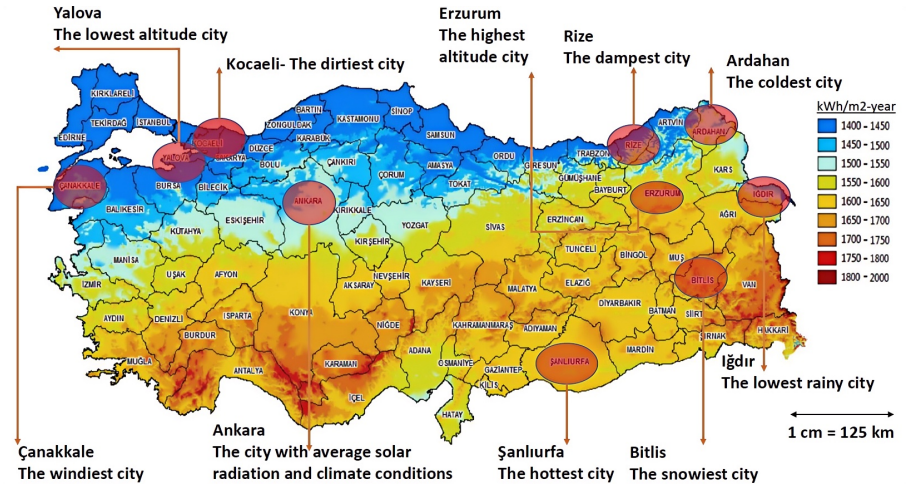 Yalova
The lowest altitude city
Kocaeli- The dirtiest city
Erzurum
The highest
altitude city
Rize
The dampest city
Ardahan
The coldest city
kWh/m2-year
1400 - 1450
1450 - 1500
1500 - 1550
1550 - 1600
1600 - 1650
1650 - 1700
1700 - 1750
1750 - 1800
1800 - 2000
KIRKLARELİ
TEKİRDAĞ
İSTANBUL
EDİRNE
KOCAELİ
YALOVA
SAKARYA
DÜZCE
BOLU
ZONGULDAK
BARTIN
KARABÜK
KASTAMONU
SİNOP
SAMSUN
ÇANKIRI
ÇORUM
AMASYA
TOKAT
ORDU
GİRESUN
TRABZON
RİZE
ARTVİN
ARDAHAN
GÜMÜŞHANE
BAYBURT
ERZURUM
KARS
IĞDIR
AĞRI
ÇANAKKALE
BALIKESİR
BURSA
BİLECİK
ESKİŞEHİR
KÜTAHYA
ANKARA
KIRIKKALE
YOZGAT
KIRŞEHİR
SİVAS
ERZİNCAN
TUNCELİ
BİNGÖL
MUŞ
BİTLİS
VAN
MANİSA
İZMİR
UŞAK
AFYON
NEVŞEHİR
AKSARAY
KAYSERİ
MALATYA
ELAZIĞ
DİYARBAKIR
BATMAN
SİİRT
ŞIRNAK
HAKKARİ
AYDIN
DENİZLİ
ISPARTA
BURDUR
KONYA
NİĞDE
KAHRAMANMARAŞ
ADIYAMAN
MARDİN
MUĞLA
ANTALYA
KARAMAN
İÇEL
ADANA
OSMANİYE
GAZİANTEP
KİLİS
ŞANLIURFA
HATAY
Iğdır
The lowest rainy city
1 cm = 125 km
Çanakkale
The windiest city
Ankara
The city with average solar
radiation and climate conditions
Şanlıurfa
The hottest city
Bitlis
The snowiest city